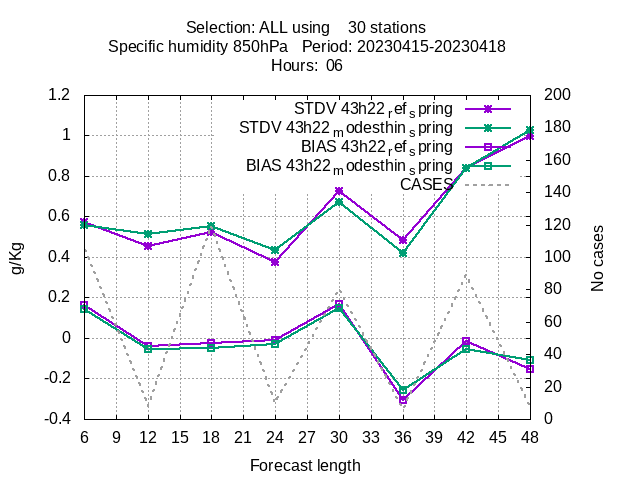 Selection: ALL using 30 stations
Specific humidity 850hPa Period: 20230415-20230418
Hours: 06
STDV 43h22_ref_spring
STDV 43h22_modesthin_spring
BIAS 43h22_ref_spring
BIAS 43h22_modesthin_spring
CASES
1.2
1
0.8
0.6
0.4
0.2
0
-0.2
-0.4
g/Kg
200
180
160
140
120
100
80
60
40
20
0
No cases
6 9 12 15 18 21 24 27 30 33 36 39 42 45 48
Forecast length